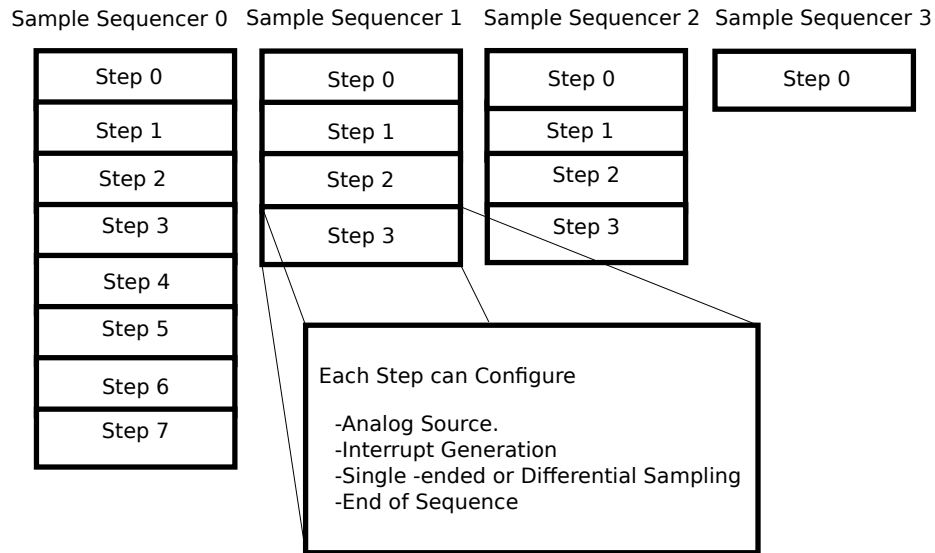 Sample Sequencer 0
Step 0
Step 1
Step 2
Step 3
Step 4
Step 5
Step 6
Step 7
Sample Sequencer 1
Step 0
Step 1
Step 2
Step 3
Sample Sequencer 2
Step 0
Step 1
Step 2
Step 3
Sample Sequencer 3
Step 0
Each Step can Configure
-Analog Source.
-Interrupt Generation
-Single -ended or Differential Sampling
-End of Sequence